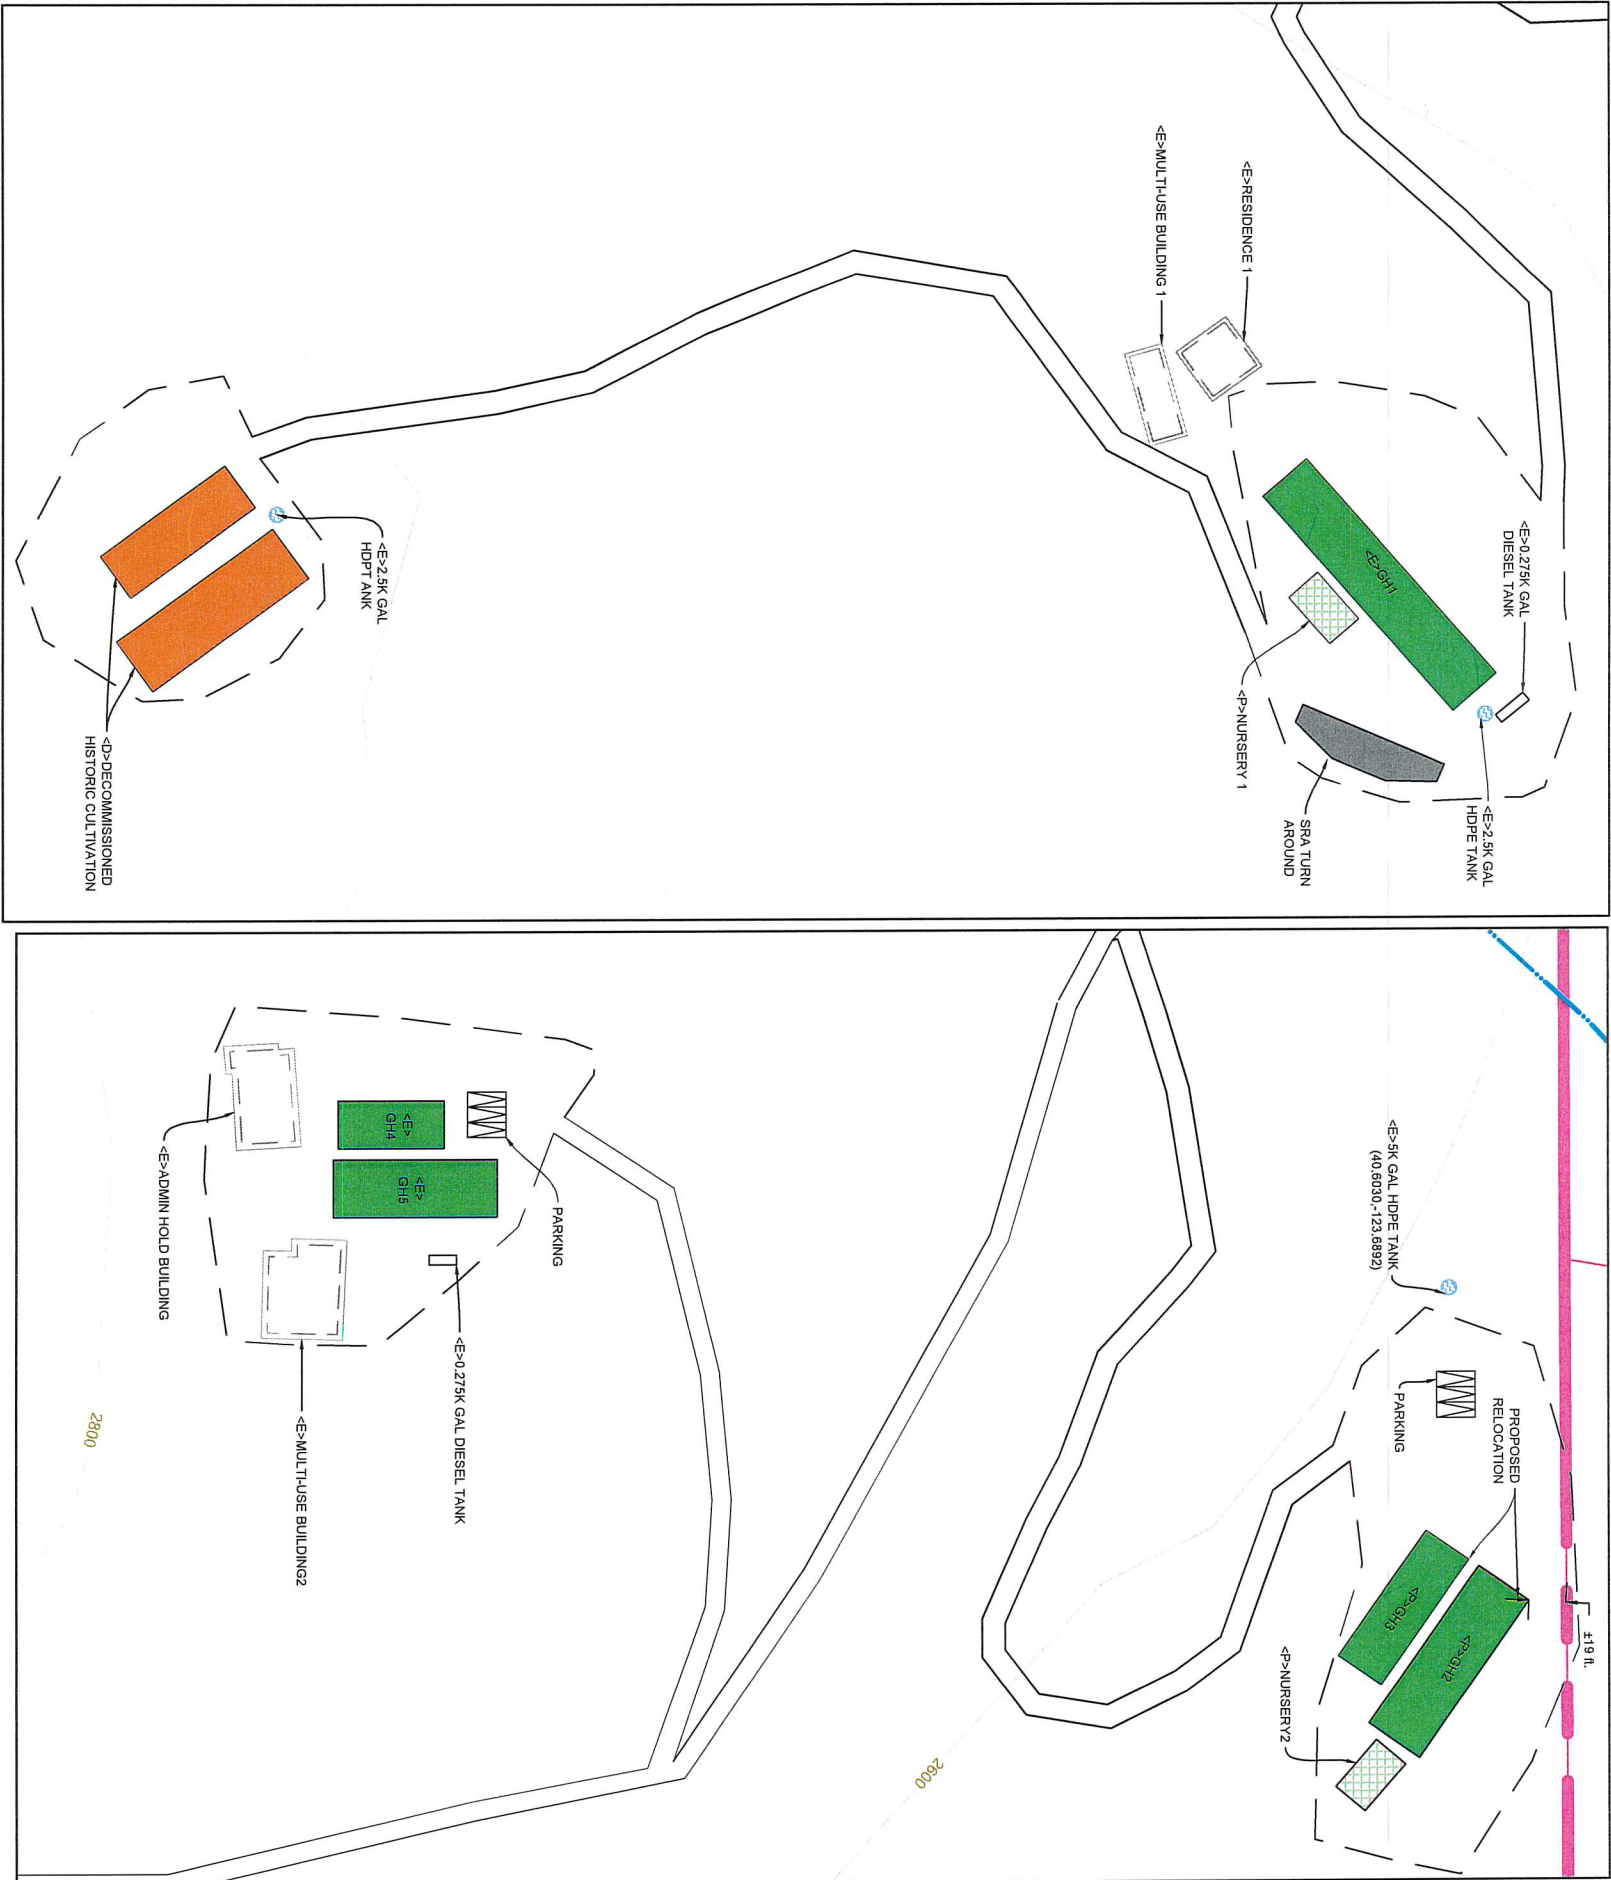 <E>RESIDENCE 1
<E>MULTI-USE BUILDING 1
<E>0.275K GAL
DIESEL TANK
<E>GH1
<P>NURSERY 1
<E>2.5K GAL
HDPE TANK
SRA TURN
AROUND
<E>2.5K GAL
HDPT ANK
<D>DECOMMISSIONED
HISTORIC CULTIVATION
<E>5K GAL HDPE TANK
(40.6030,-123.6892)
PARKING
PROPOSED
RELOCATION
±19 ft.
<P>GH3
<P>GH2
<P>NURSERY2
2600
PARKING
<E>
GH4
<E>
GH5
<E>ADMIN HOLD BUILDING
<E>0.275K GAL DIESEL TANK
<E>MULTI-USE BUILDING2
2800